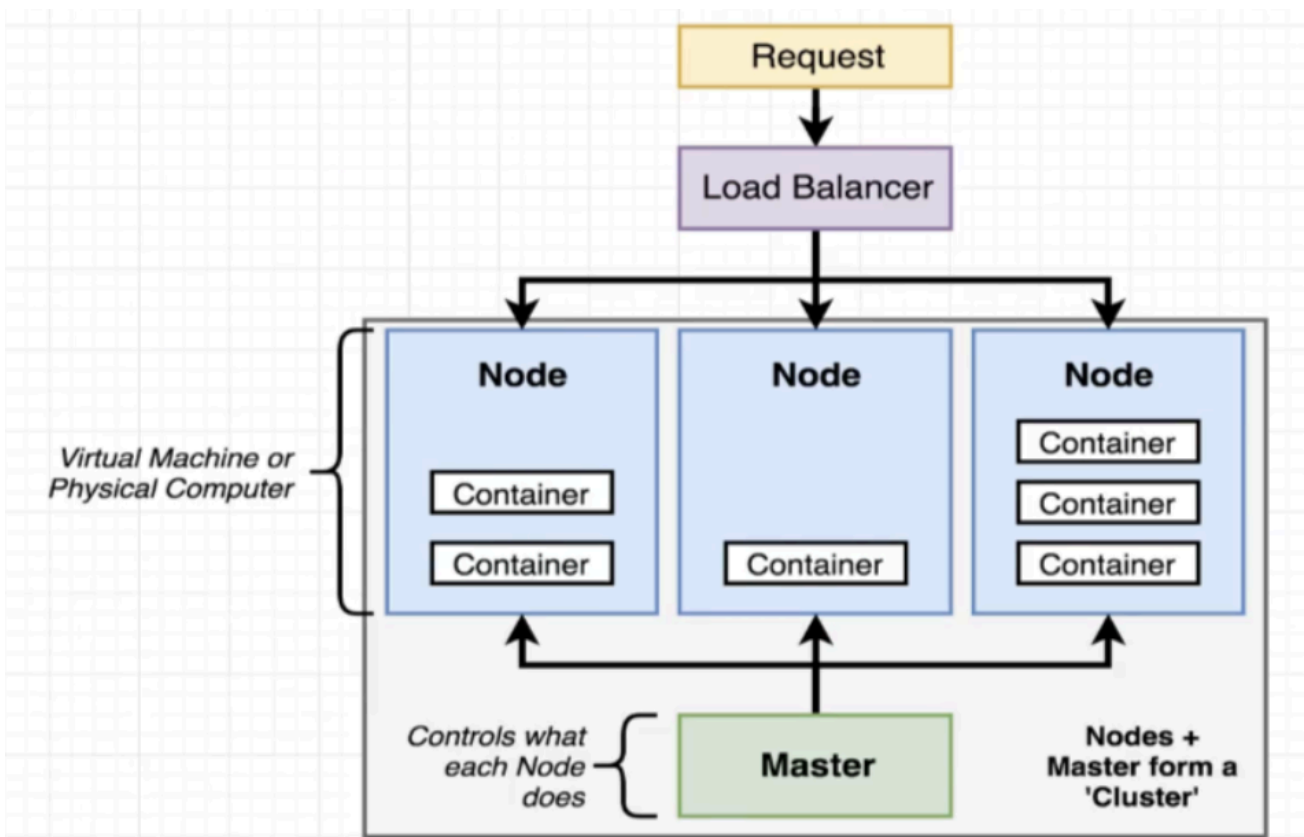 Request
Load Balancer
Node
Node
Node
Virtual Machine or
Physical Computer
Container
Container
Container
Container
Container
Container
Controls what
each Node
does
Master
Nodes +
Master form a
'Cluster'